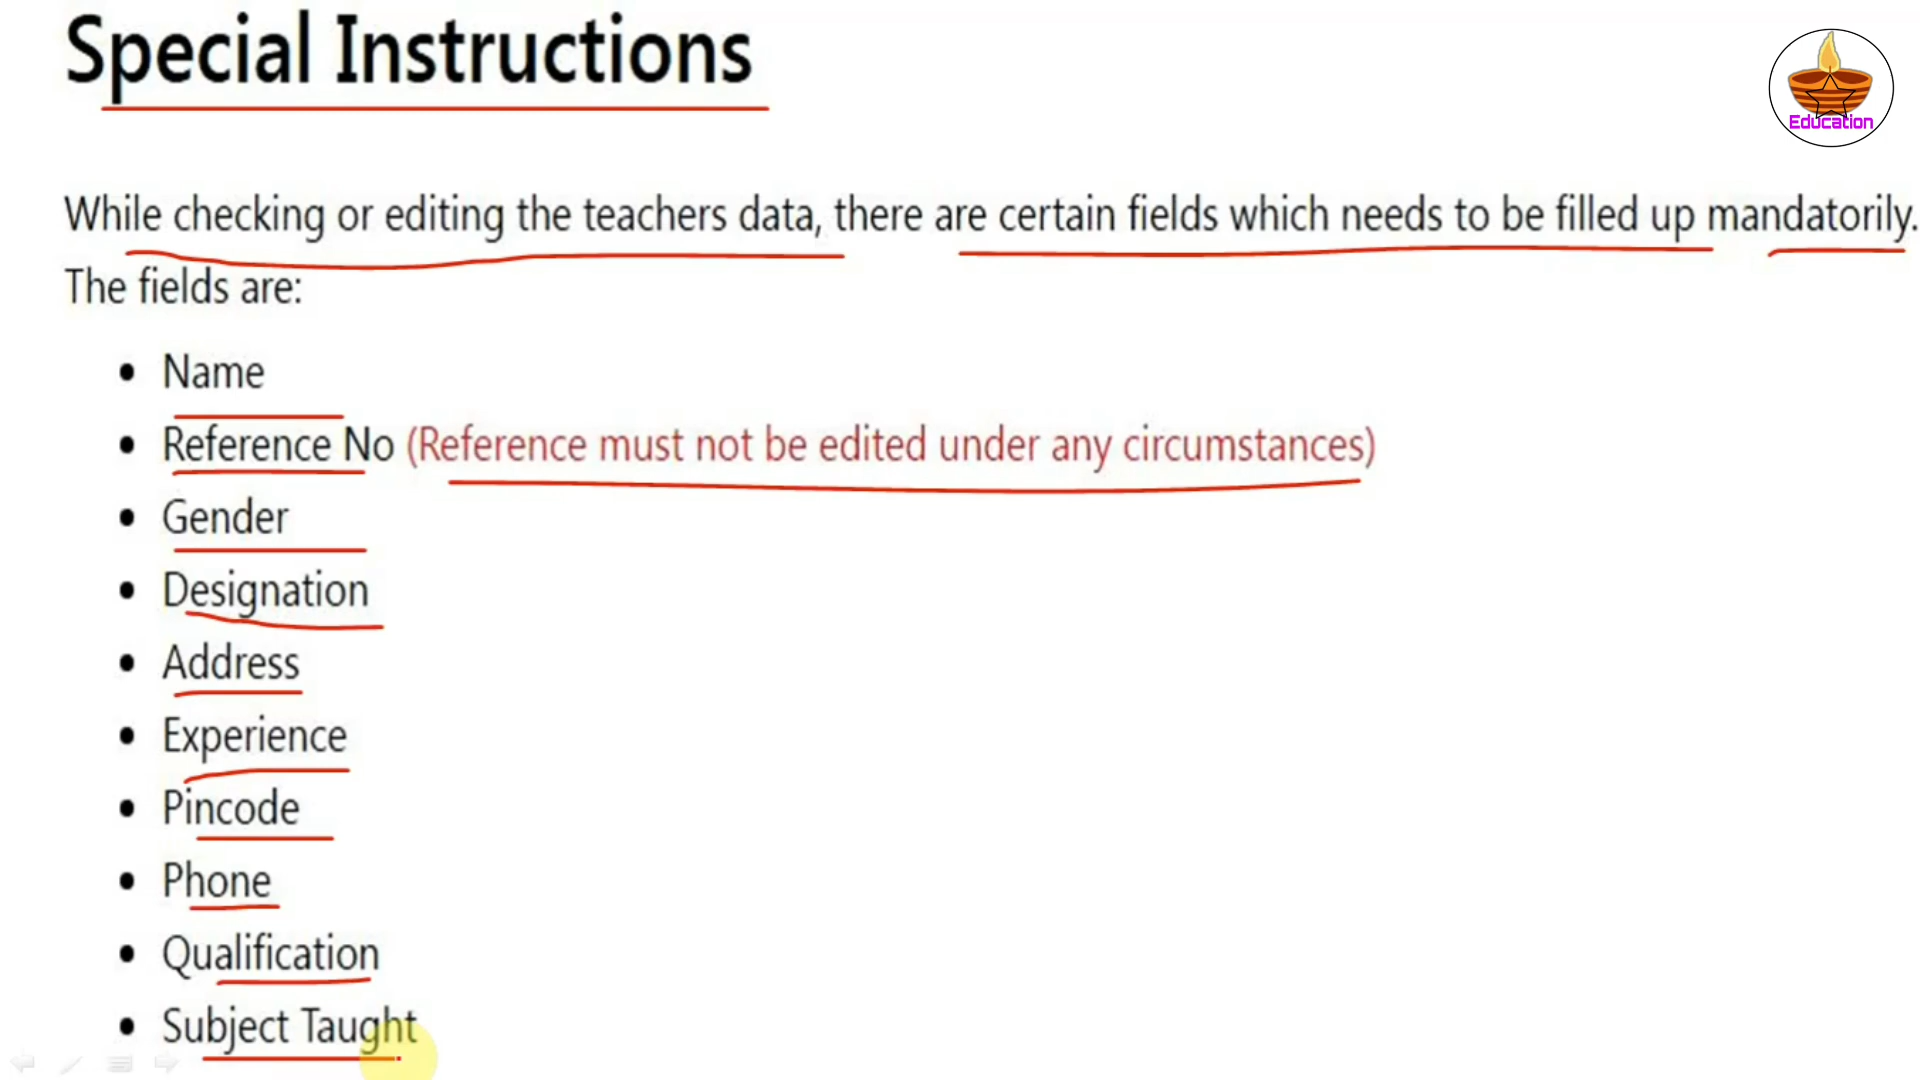 Special Instructions
Education
While checking or editing the teachers data, there are certain fields which needs to be filled up mandatorily.
The fields are:
• Name
• Reference No (Reference must not be edited under any circumstances)
• Gender
• Designation
• Address
• Experience
• Pincode
• Phone
• Qualification
• Subject Taught